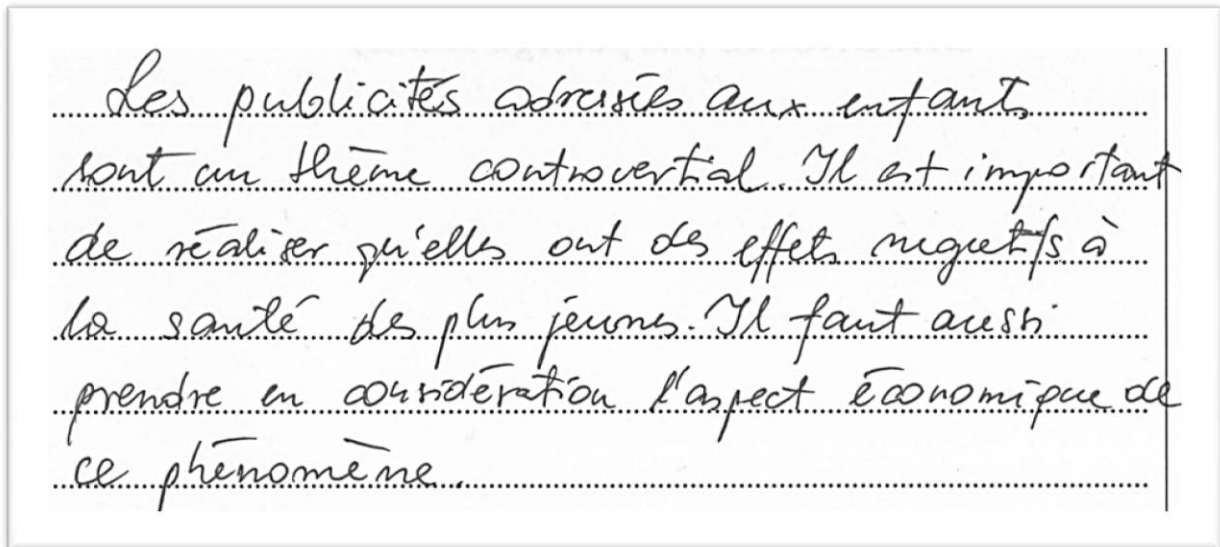 Les publicités adressées aux enfants
sont un thème controvertial. Il est important
de réaliser qu'elles ont des effets negatifs à
la santé des plus jeunes. Il faut aussi
prendre en considération l'aspect économique de
ce phénomène.